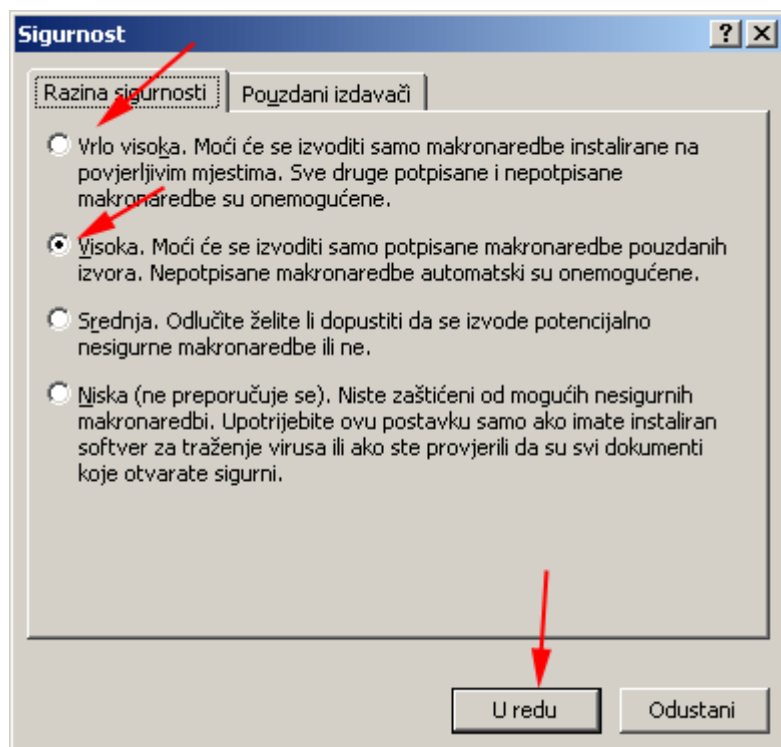 Sigurnost
Razina sigurnosti
Pouzdani izdavači
Vrlo visoka. Moći će se izvoditi samo makronaredbe instalirane na
povjerljivim mjestima. Sve druge potpisane i nepotpisane
makronaredbe su onemogućene.
Visoka. Moći će se izvoditi samo potpisane makronaredbe pouzdanih
izvora. Nepotpisane makronaredbe automatski su onemogućene.
Srednja. Odlučite želite li dopustiti da se izvode potencijalno
nesigurne makronaredbe ili ne.
Niska (ne preporučuje se). Niste zaštićeni od mogućih nesigurnih
makronaredbi. Upotrijebite ovu postavku samo ako imate instaliran
softver za traženje virusa ili ako ste provjerili da su svi dokumenti
koje otvarate sigurni.
U redu
Odustani